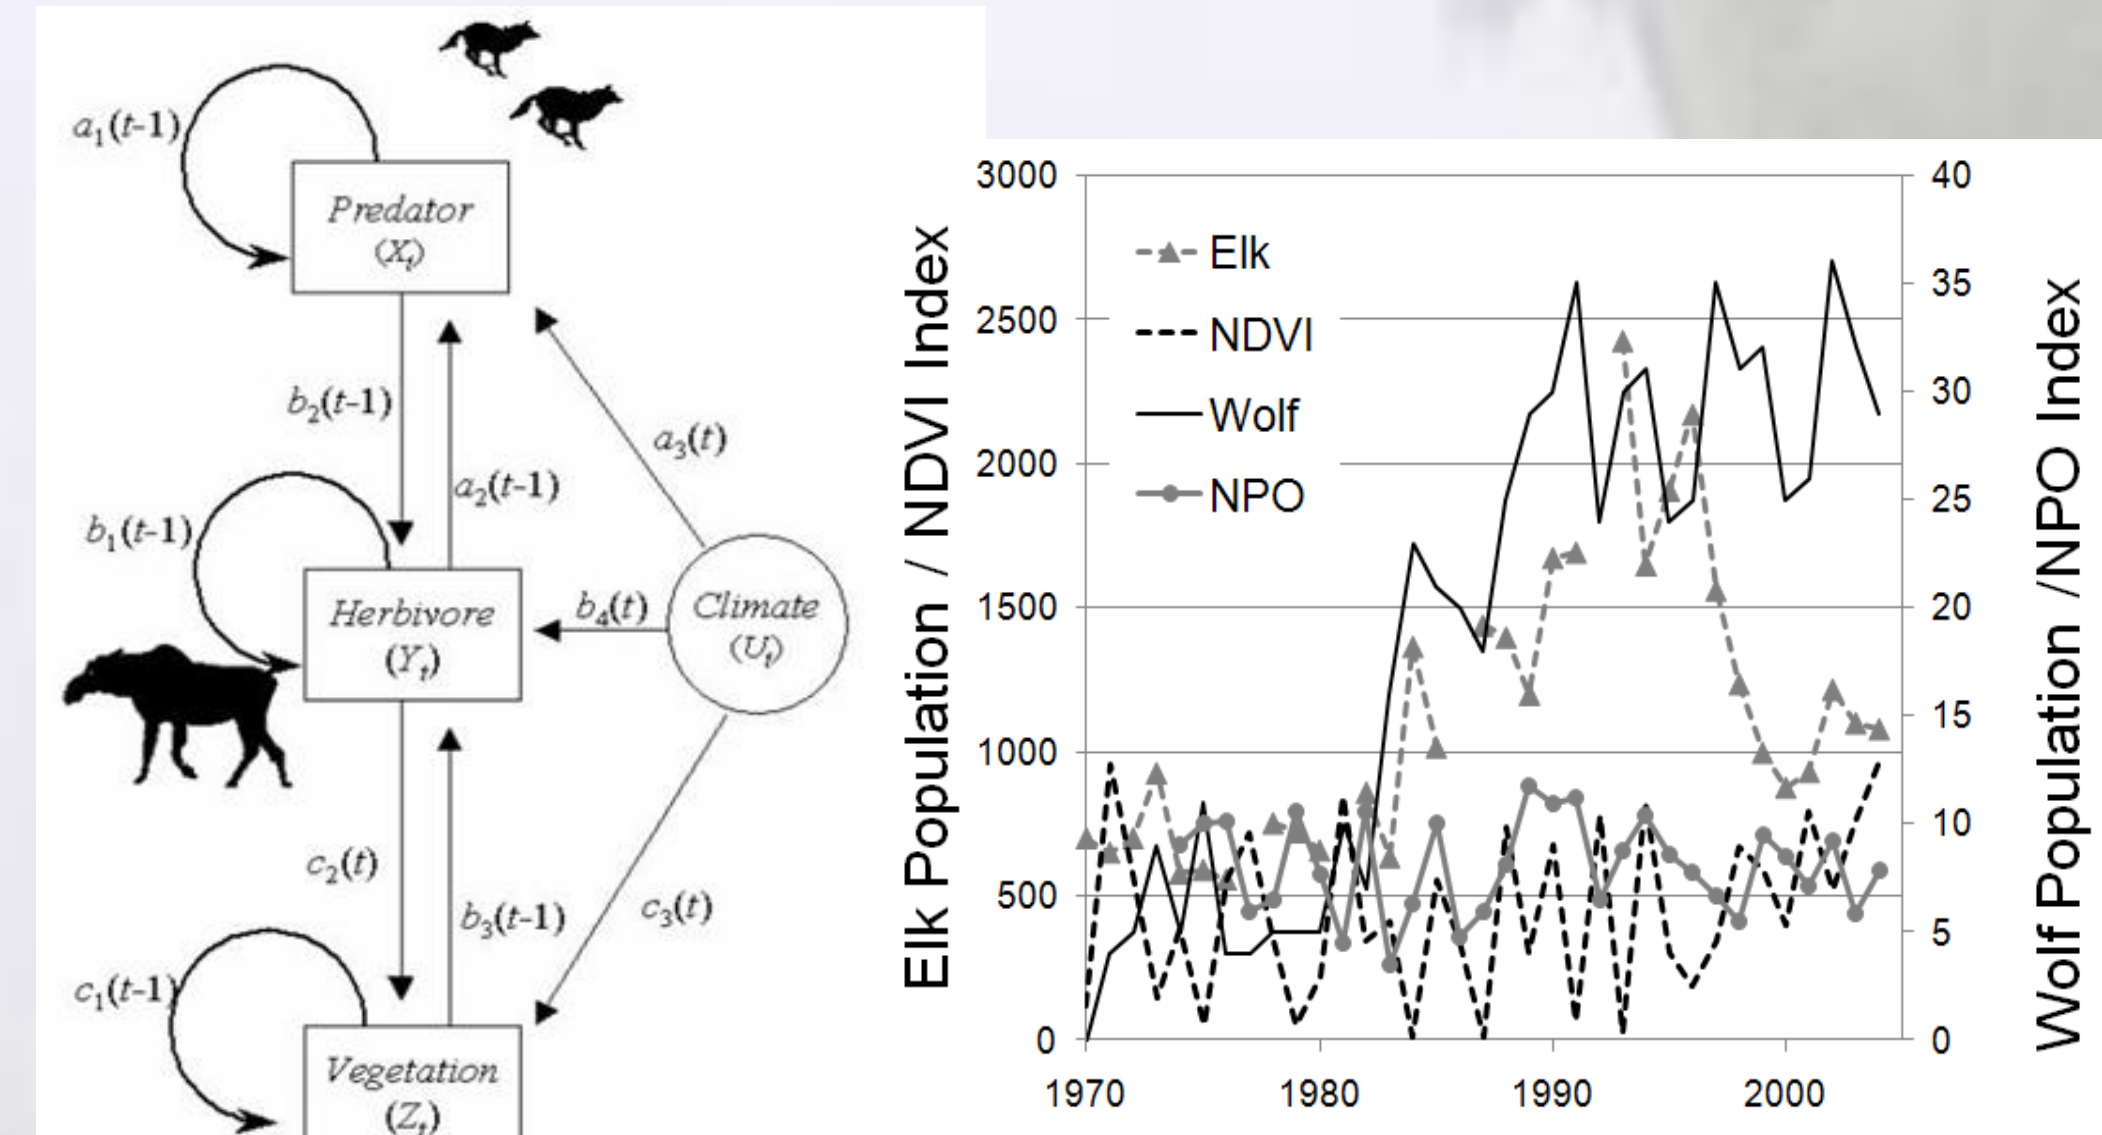 a₁(t-1)
Predator
(Xₜ)
b₂(t-1)
a₂(t-1)
a₃(t)
b₁(t-1)
Herbivore
(Yₜ)
b₄(t)
Climate
(Uₜ)
c₂(t)
b₃(t-1)
c₃(t)
c₁(t-1)
Vegetation
(Zₜ)
Elk Population / NDVI Index
3000
2500
2000
1500
1000
500
0
Elk
NDVI
Wolf
NPO
1970
1980
1990
2000
40
35
30
25
20
15
10
5
0
Wolf Population /NPO Index